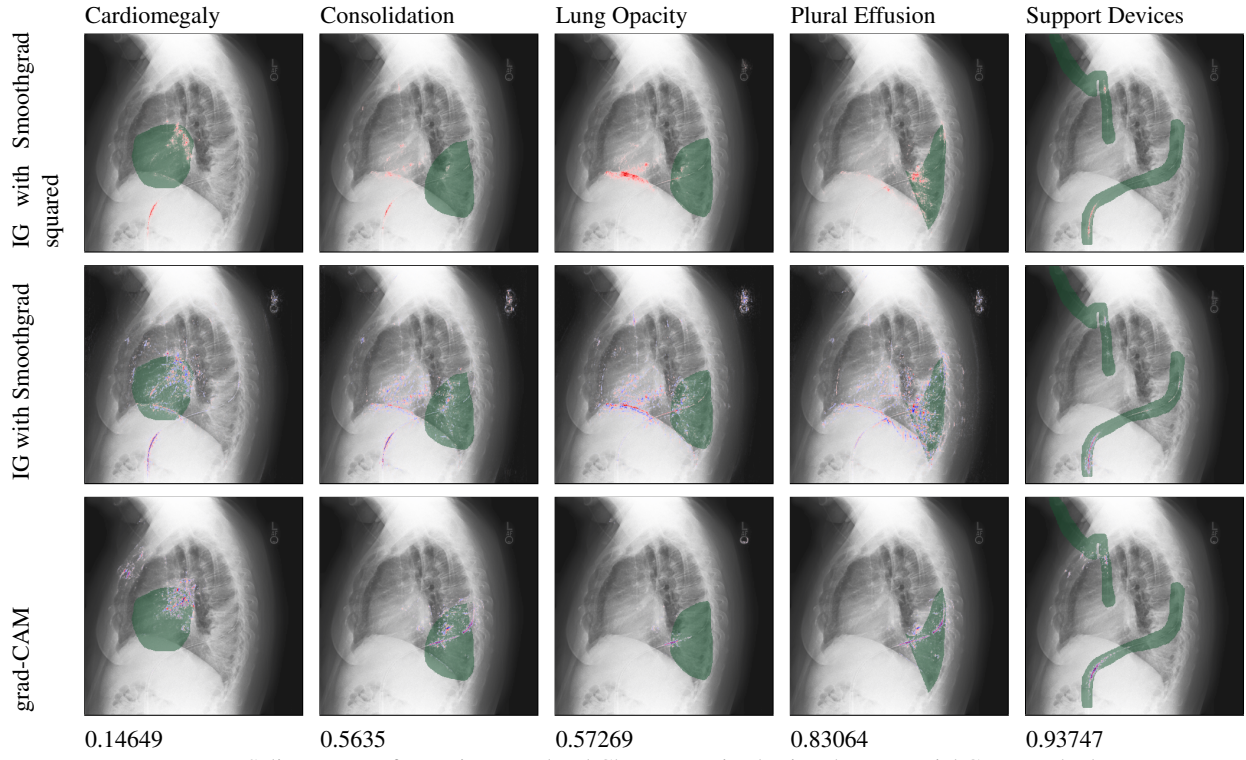 Cardiomegaly Consolidation Lung Opacity Plural Effusion Support Devices
IG with Smoothgrad
squared
IG with Smoothgrad
grad-CAM
0.14649 0.5635 0.57269 0.83064 0.93747